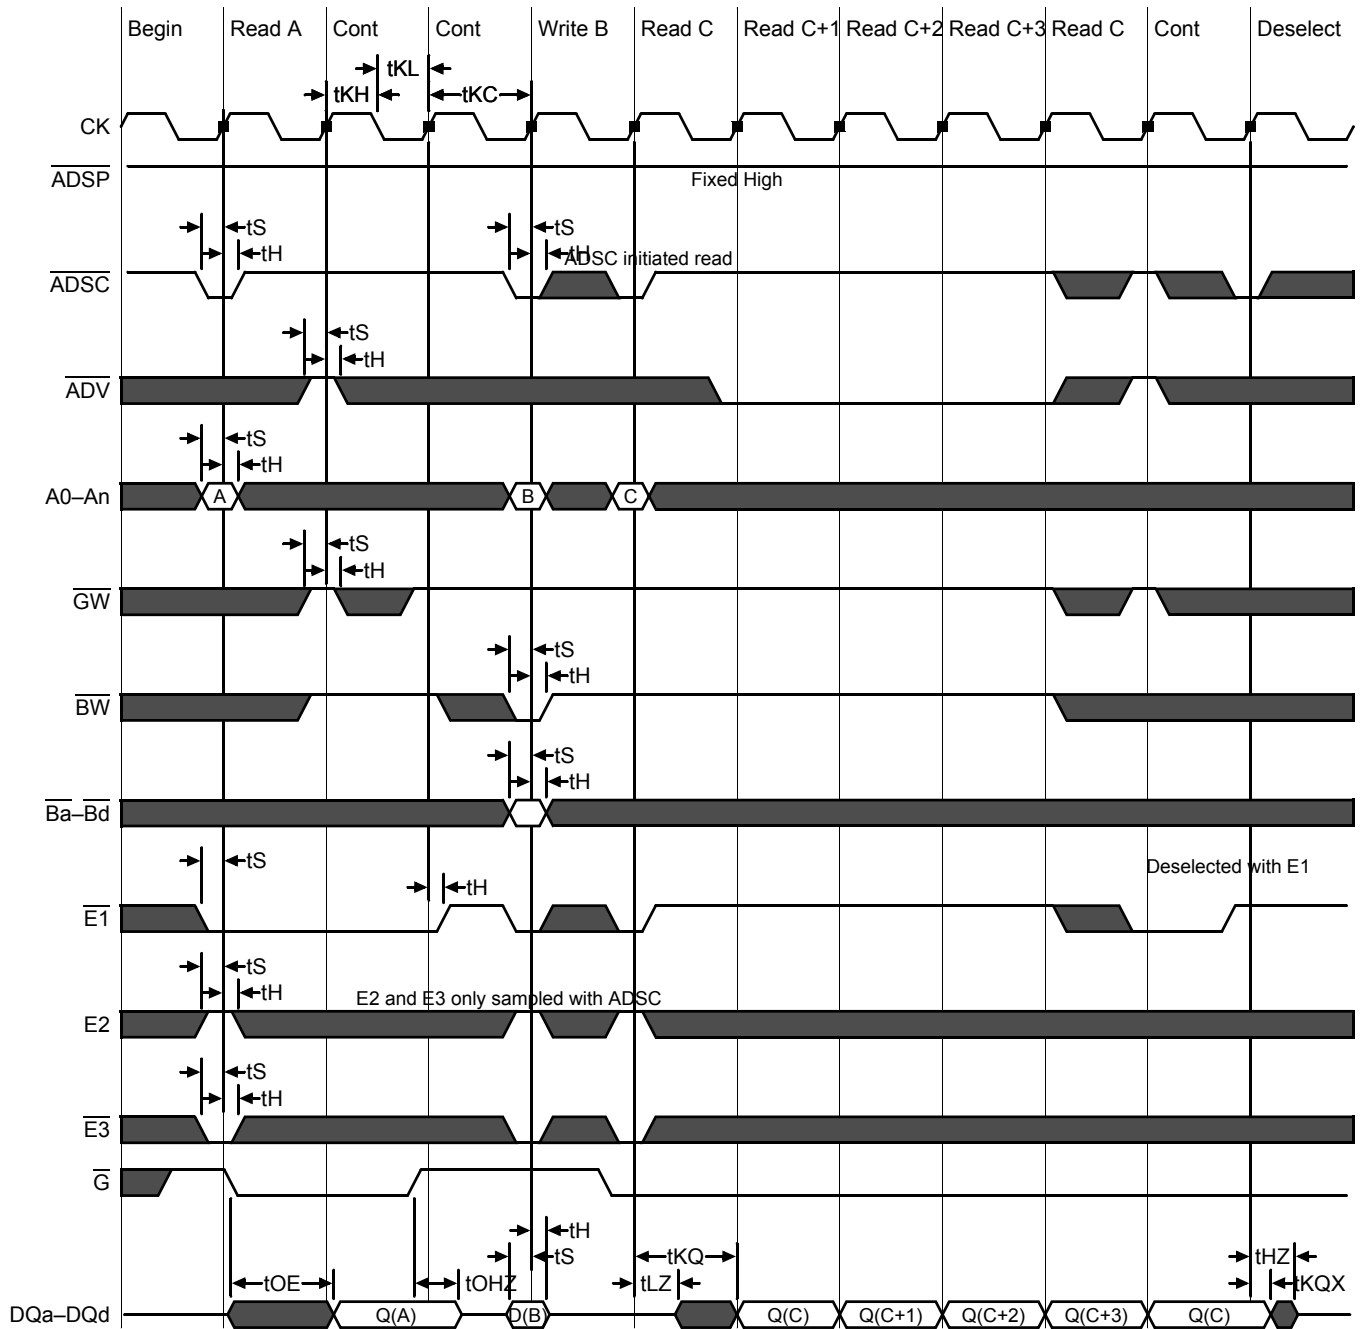 Begin Read A Cont Cont Write B Read C Read C+1 Read C+2 Read C+3 Read C Cont Deselect
tKL
tKH tKC
CK
ADSP
Fixed High
tS tS
tH tH
ADSC initiated read
ADSC
tS
tH
ADV
tS
tH
A0–An A B C
tS
tH
GW
tS
tH
BW
tS
tH
Ba–Bd
tS
Deselected with E1
tH
E1
tS
tH
E2 and E3 only sampled with ADSC
E2
tS
tH
E3
G
tH
tS tKQ tHZ
tOE tOHZ tLZ tKQX
DQa–DQd Q(A) D(B) Q(C) Q(C+1) Q(C+2) Q(C+3) Q(C)